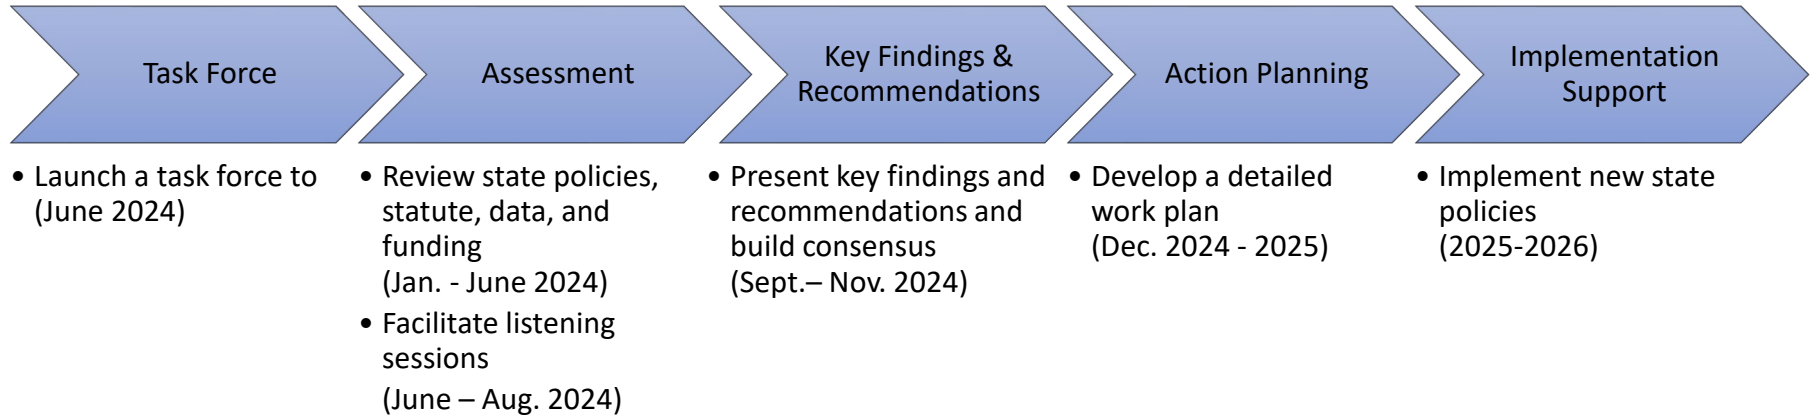 Task Force
Assessment
Key Findings &
Recommendations
Action Planning
Implementation
Support
• Launch a task force to
(June 2024)
• Review state policies,
statute, data, and
funding
(Jan. - June 2024)
• Facilitate listening
sessions
(June – Aug. 2024)
• Present key findings and
recommendations and
build consensus
(Sept.– Nov. 2024)
• Develop a detailed
work plan
(Dec. 2024 - 2025)
• Implement new state
policies
(2025-2026)